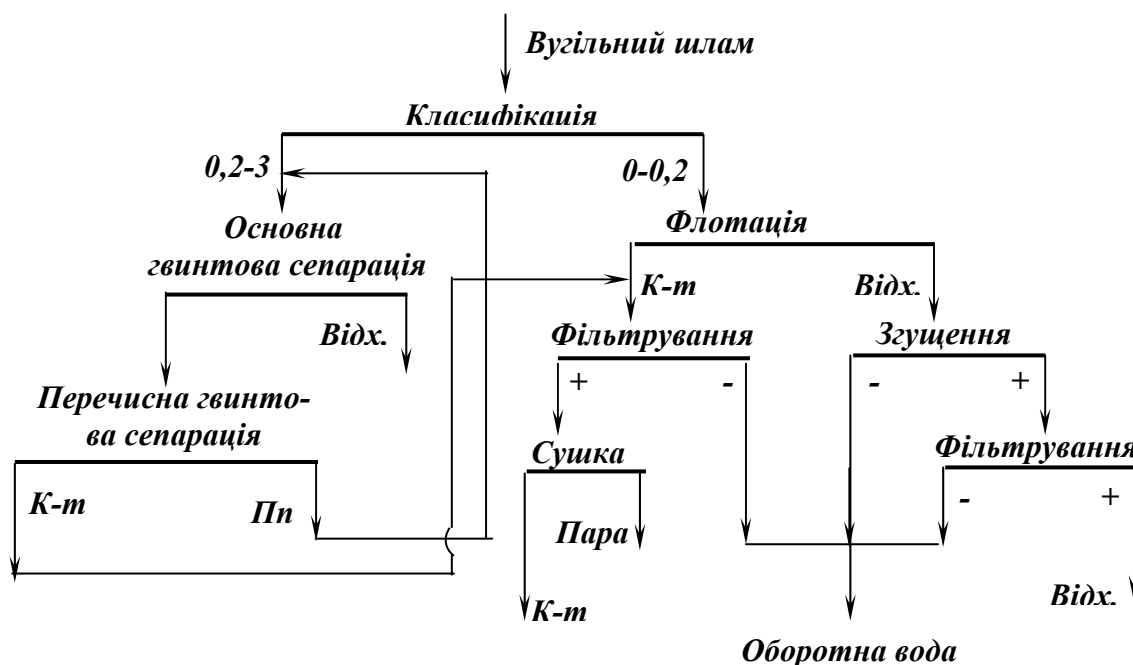 Вугільний шлам
Класифікація
0,2-3
0-0,2
Основна
гвинтова сепарація
Флотація
К-т
Відх.
Відх.
Фільтрування
Згущення
+
-
-
+
Перечисна гвинто-
ва сепарація
Сушка
Фільтрування
К-т
Пп
Пара
-
+
К-т
Відх.
Оборотна вода